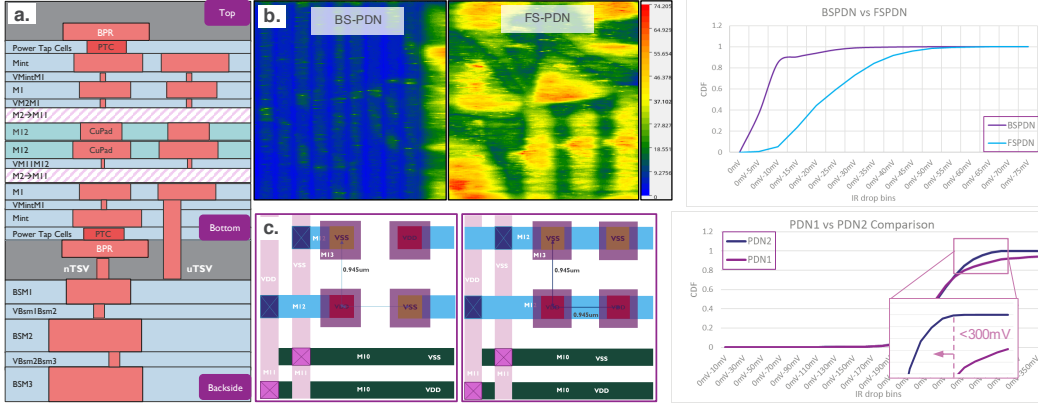 a.
Top
BPR
Power Tap Cells
PTC
Mint
VMintM1
M1
VM2M1
M2→M11
M12
CuPad
M12
CuPad
VM11M12
M2→M11
M1
VMint1
Mint
Bottom
Power Tap Cells
PTC
BPR
nTSV
uTSV
BSM1
VBsm1Bsm2
BSM2
VBsm2Bsm3
BSM3
Backside
b.
BS-PDN
FS-PDN
74.205
64.929
55.653
46.378
37.102
27.827
18.551
9.2756
0
c.
VDD
VSS
VSS
M13
0.945um
M12
VSS
M10
VSS
M11
M11
M10
VDD
VDD
VSS
M12
VSS
VSS
M13
0.945um
M12
0.945um
M10
VSS
M11
M11
M10
VDD
BSPDN vs FSPDN
CDF
1.2
1
0.8
0.6
0.4
0.2
0
BSPDN
FSPDN
0mV
0mV-5mV
0mV-10mV
0mV-15mV
0mV-20mV
0mV-25mV
0mV-30mV
0mV-35mV
0mV-40mV
0mV-45mV
0mV-50mV
0mV-55mV
0mV-60mV
0mV-65mV
0mV-70mV
0mV-75mV
IR drop bins
PDN1 vs PDN2 Comparison
PDN2
PDN1
CDF
1.2
1
0.8
0.6
0.4
0.2
0
<300mV
0mV-10mV
0mV-30mV
0mV-50mV
0mV-70mV
0mV-90mV
0mV-110mV
0mV-130mV
0mV-150mV
0mV-170mV
0mV-190mV
0mV-350mV
IR drop bins